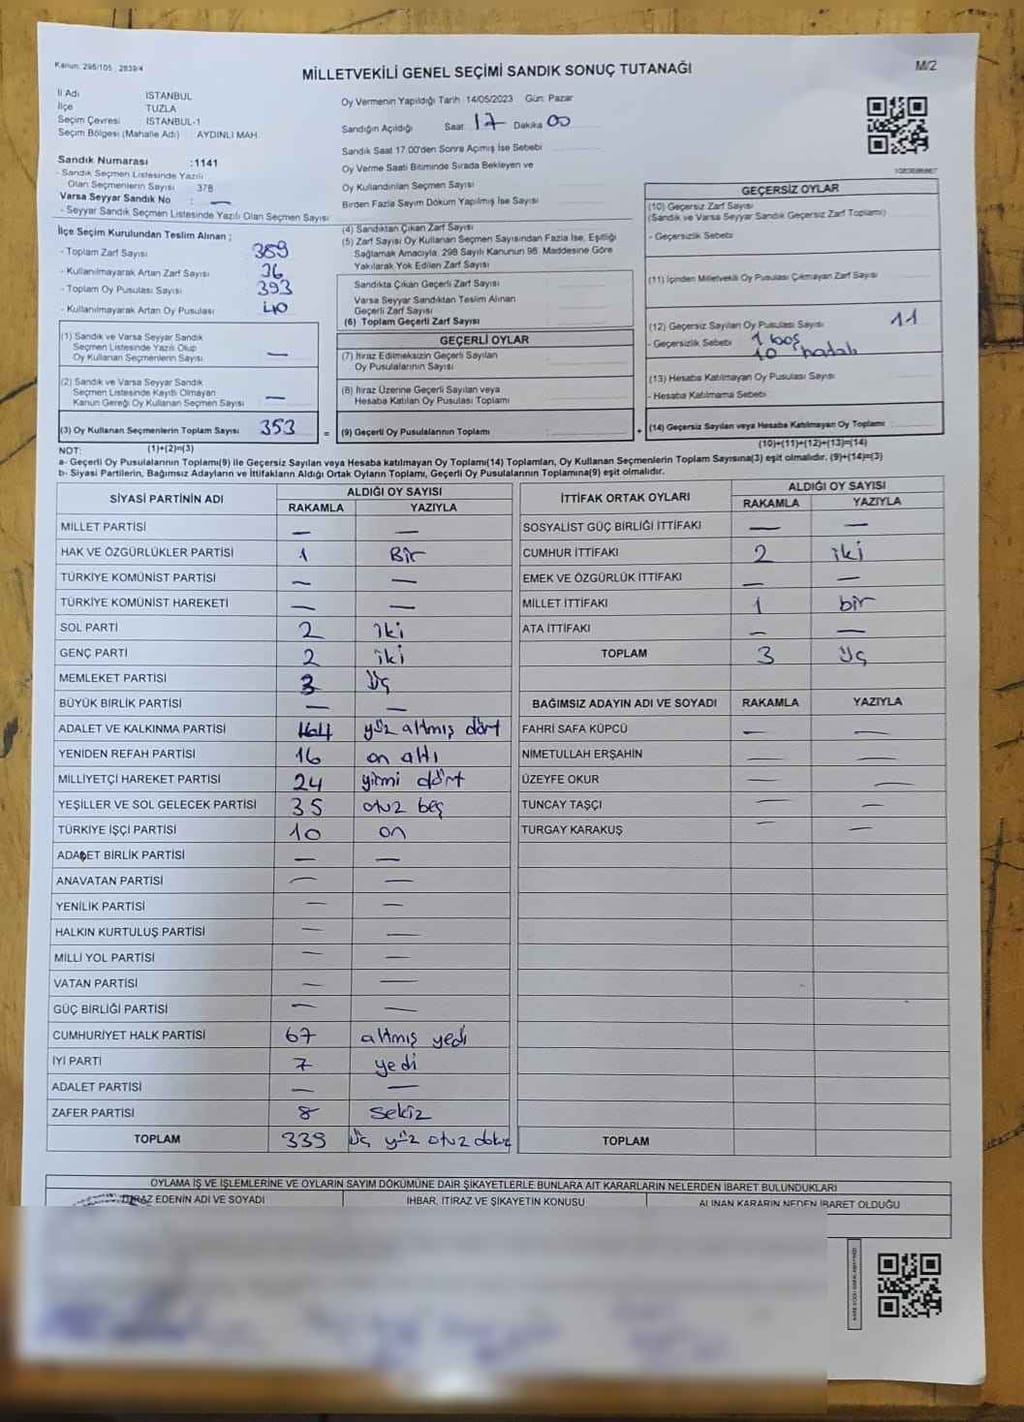 Kanun: 298/105, 2839/4
MİLLETVEKİLİ GENEL SEÇİMİ SANDIK SONUÇ TUTANAĞI
M/2
İl Adı İSTANBUL
İlçe TUZLA
Seçim Çevresi İSTANBUL-1
Seçim Bölgesi (Mahalle Adı) AYDINLI MAH.
Sandık Numarası :1141
- Sandık Seçmen Listesinde Yazılı
Olan Seçmenlerin Sayısı 378
Varsa Seyyar Sandık No : —
- Seyyar Sandık Seçmen Listesinde Yazılı Olan Seçmen Sayısı
İlçe Seçim Kurulundan Teslim Alınan ;
- Toplam Zarf Sayısı 389
- Kullanılmayarak Artan Zarf Sayısı 36
- Toplam Oy Pusulası Sayısı 393
- Kullanılmayarak Artan Oy Pusulası 40
(1) Sandık ve Varsa Seyyar Sandık
Seçmen Listesinde Yazılı Olup
Oy Kullanan Seçmenlerin Sayısı —
(2) Sandık ve Varsa Seyyar Sandık
Seçmen Listesinde Kayıtlı Olmayan
Kanun Gereği Oy Kullanan Seçmen Sayısı —
(3) Oy Kullanan Seçmenlerin Toplam Sayısı 353 =
Oy Vermenin Yapıldığı Tarih 14/05/2023 Gün: Pazar
Sandığın Açıldığı Saat 17 Dakika 00
Sandık Saat 17.00'den Sonra Açımış İse Sebebi
Oy Verme Saati Bitiminde Sırada Bekleyen ve
Oy Kullandırılan Seçmen Sayısı
Birden Fazla Sayım Döküm Yapılmış İse Sayısı
(4) Sandıktan Çıkan Zarf Sayısı
(5) Zarf Sayısı Oy Kullanan Seçmen Sayısından Fazla İse, Eşitliği
Sağlamak Amacıyla, 298 Sayılı Kanunun 98. Maddesine Göre
Yakılarak Yok Edilen Zarf Sayısı
Sandıkta Çıkan Geçerli Zarf Sayısı
Varsa Seyyar Sandıktan Teslim Alınan
Geçerli Zarf Sayısı
(6) Toplam Geçerli Zarf Sayısı
GEÇERLİ OYLAR
(7) İtiraz Edilmeksizin Geçerli Sayılan
Oy Pusulalarının Sayısı
(8) İtiraz Üzerine Geçerli Sayılan veya
Hesaba Katılan Oy Pusulası Toplamı
(9) Geçerli Oy Pusulalarının Toplamı +
GEÇERSİZ OYLAR
(10) Geçersiz Zarf Sayısı
(Sandık ve Varsa Seyyar Sandık Geçersiz Zarf Toplamı)
- Geçersizlik Sebebi
(11) İçinden Milletvekili Oy Pusulası Çıkmayan Zarf Sayısı
(12) Geçersiz Sayılan Oy Pusulası Sayısı 11
- Geçersizlik Sebebi 1 boş
10 hatalı
(13) Hesaba Katılmayan Oy Pusulası Sayısı
- Hesaba Katılmama Sebebi
(14) Geçersiz Sayılan veya Hesaba Katılmayan Oy Toplamı
NOT: (1)+(2)=(3) (10)+(11)+(12)+(13)=(14)
a- Geçerli Oy Pusulalarının Toplamı(9) ile Geçersiz Sayılan veya Hesaba katılmayan Oy Toplamı(14) Toplamları, Oy Kullanan Seçmenlerin Toplam Sayısına(3) eşit olmalıdır. (9)+(14)=(3)
b- Siyasi Partilerin, Bağımsız Adayların ve İttifakların Aldığı Ortak Oyların Toplamı, Geçerli Oy Pusulalarının Toplamına(9) eşit olmalıdır.
SİYASİ PARTİNİN ADI ALDIĞI OY SAYISI
RAKAMLA YAZIYLA
MİLLET PARTİSİ — —
HAK VE ÖZGÜRLÜKLER PARTİSİ 1 Bir
TÜRKİYE KOMÜNİST PARTİSİ — —
TÜRKİYE KOMÜNİST HAREKETİ — —
SOL PARTİ 2 iki
GENÇ PARTİ 2 iki
MEMLEKET PARTİSİ 3 Üç
BÜYÜK BİRLİK PARTİSİ — —
ADALET VE KALKINMA PARTİSİ 164 yüz altmış dört
YENİDEN REFAH PARTİSİ 16 on altı
MİLLİYETÇİ HAREKET PARTİSİ 24 yirmi dört
YEŞİLLER VE SOL GELECEK PARTİSİ 35 otuz beş
TÜRKİYE İŞÇİ PARTİSİ 10 on
ADALET BİRLİK PARTİSİ — —
ANAVATAN PARTİSİ — —
YENİLİK PARTİSİ — —
HALKIN KURTULUŞ PARTİSİ — —
MİLLİ YOL PARTİSİ — —
VATAN PARTİSİ — —
GÜÇ BİRLİĞİ PARTİSİ — —
CUMHURİYET HALK PARTİSİ 67 altmış yedi
İYİ PARTİ 7 yedi
ADALET PARTİSİ — —
ZAFER PARTİSİ 8 Sekiz
TOPLAM 339 Üç yüz otuz dokuz
İTTİFAK ORTAK OYLARI ALDIĞI OY SAYISI
RAKAMLA YAZIYLA
SOSYALİST GÜÇ BİRLİĞİ İTTİFAKI — —
CUMHUR İTTİFAKI 2 iki
EMEK VE ÖZGÜRLÜK İTTİFAKI — —
MİLLET İTTİFAKI 1 bir
ATA İTTİFAKI — —
TOPLAM 3 Üç
BAĞIMSIZ ADAYIN ADI VE SOYADI RAKAMLA YAZIYLA
FAHRİ SAFA KÜPCÜ — —
NİMETULLAH ERŞAHİN — —
ÜZEYFE OKUR — —
TUNCAY TAŞÇI — —
TURGAY KARAKUŞ — —
TOPLAM
OYLAMA İŞ VE İŞLEMLERİNE VE OYLARIN SAYIM DÖKÜMÜNE DAİR ŞİKAYETLERLE BUNLARA AİT KARARLARIN NELERDEN İBARET BULUNDUKLARI
İTİRAZ EDENİN ADI VE SOYADI İHBAR, İTİRAZ VE ŞİKAYETİN KONUSU ALINAN KARARIN NEDEN İBARET OLDUĞU